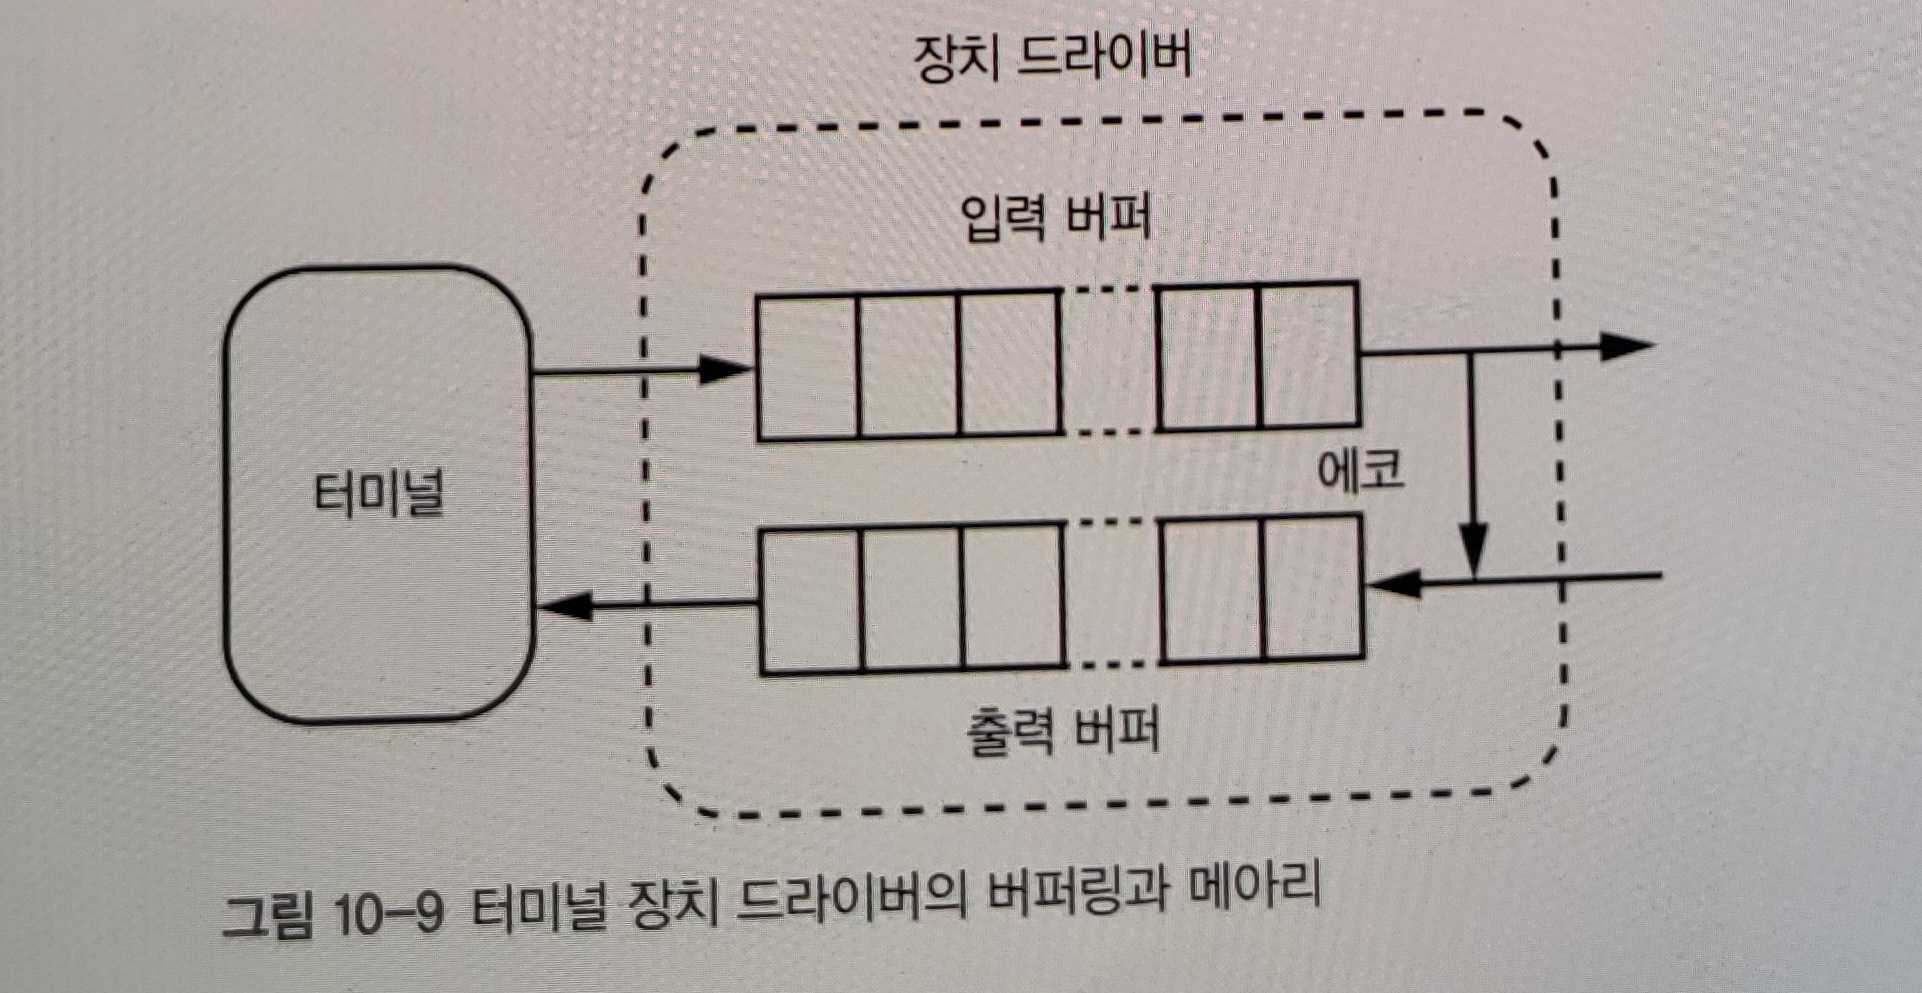 장치 드라이버
입력 버퍼
터미널
에코
출력 버퍼
그림 10-9 터미널 장치 드라이버의 버퍼링과 메아리